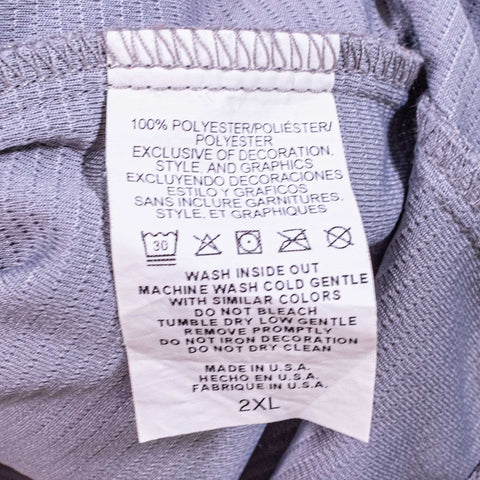 100% POLYESTER/POLIÉSTER/
POLYESTER
EXCLUSIVE OF DECORATION,
STYLE, AND GRAPHICS
EXCLUYENDO DECORACIONES
ESTILO Y GRAFICOS
SANS INCLURE GARNITURES,
STYLE, ET GRAPHIQUES
30
WASH INSIDE OUT
MACHINE WASH COLD GENTLE
WITH SIMILAR COLORS
DO NOT BLEACH
TUMBLE DRY LOW GENTLE
REMOVE PROMPTLY
DO NOT IRON DECORATION
DO NOT DRY CLEAN
MADE IN U.S.A.
HECHO EN U.S.A.
FABRIQUE IN U.S.A.
2XL